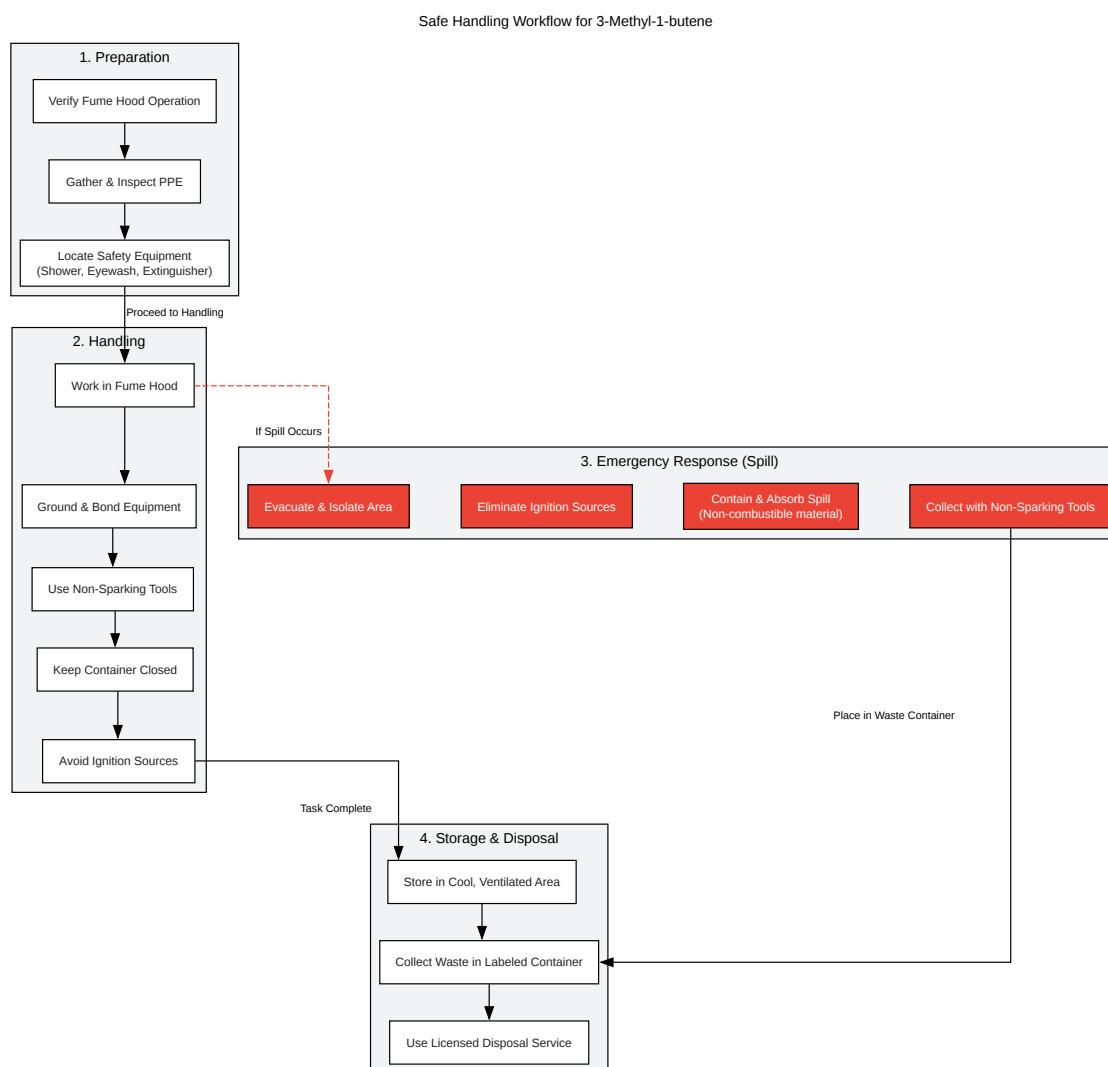 Safe Handling Workflow for 3-Methyl-1-butene
1. Preparation
Verify Fume Hood Operation
Gather & Inspect PPE
Locate Safety Equipment
(Shower, Eyewash, Extinguisher)
Proceed to Handling
2. Handling
Work in Fume Hood
If Spill Occurs
3. Emergency Response (Spill)
Evacuate & Isolate Area
Eliminate Ignition Sources
Contain & Absorb Spill
(Non-combustible material)
Collect with Non-Sparking Tools
Ground & Bond Equipment
Use Non-Sparking Tools
Keep Container Closed
Place in Waste Container
Avoid Ignition Sources
Task Complete
4. Storage & Disposal
Store in Cool, Ventilated Area
Collect Waste in Labeled Container
Use Licensed Disposal Service